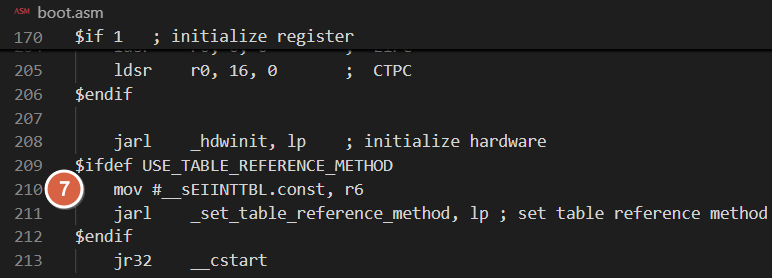 ASM boot.asm
170 $if 1 ; initialize register
205 ldsr r0, 16, 0 ; CTPC
206 $endif
207
208 jarl _hdwinit, lp ; initialize hardware
209 $ifdef USE_TABLE_REFERENCE_METHOD
7 210 mov #__sEIINTTBL.const, r6
211 jarl _set_table_reference_method, lp ; set table reference method
212 $endif
213 jr32 __cstart